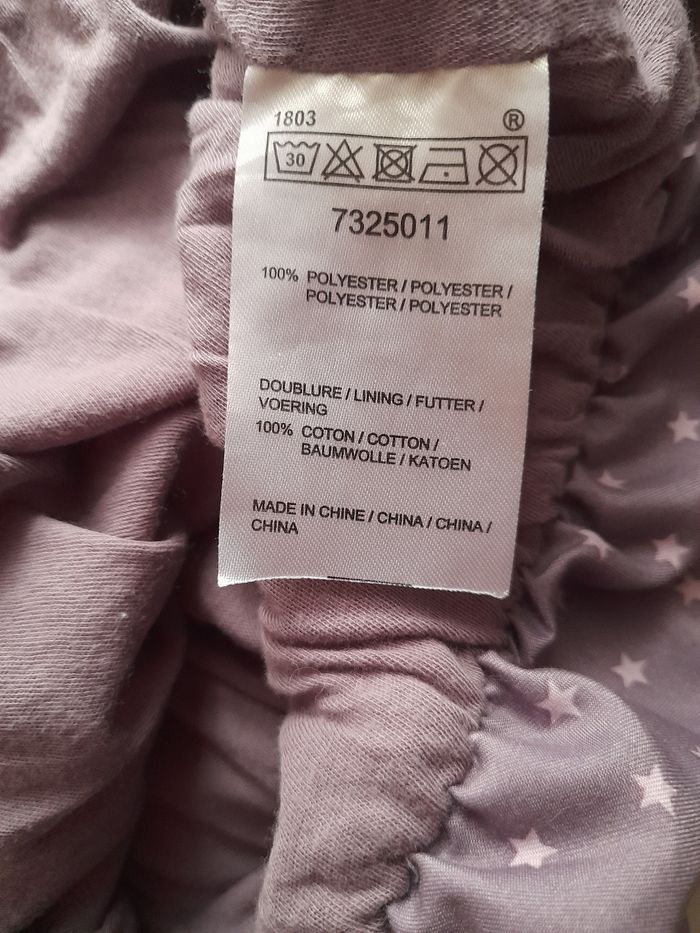 1803 ®
30
7325011
100% POLYESTER / POLYESTER /
POLYESTER / POLYESTER
DOUBLURE / LINING / FUTTER /
VOERING
100% COTON / COTTON /
BAUMWOLLE / KATOEN
MADE IN CHINE / CHINA / CHINA /
CHINA